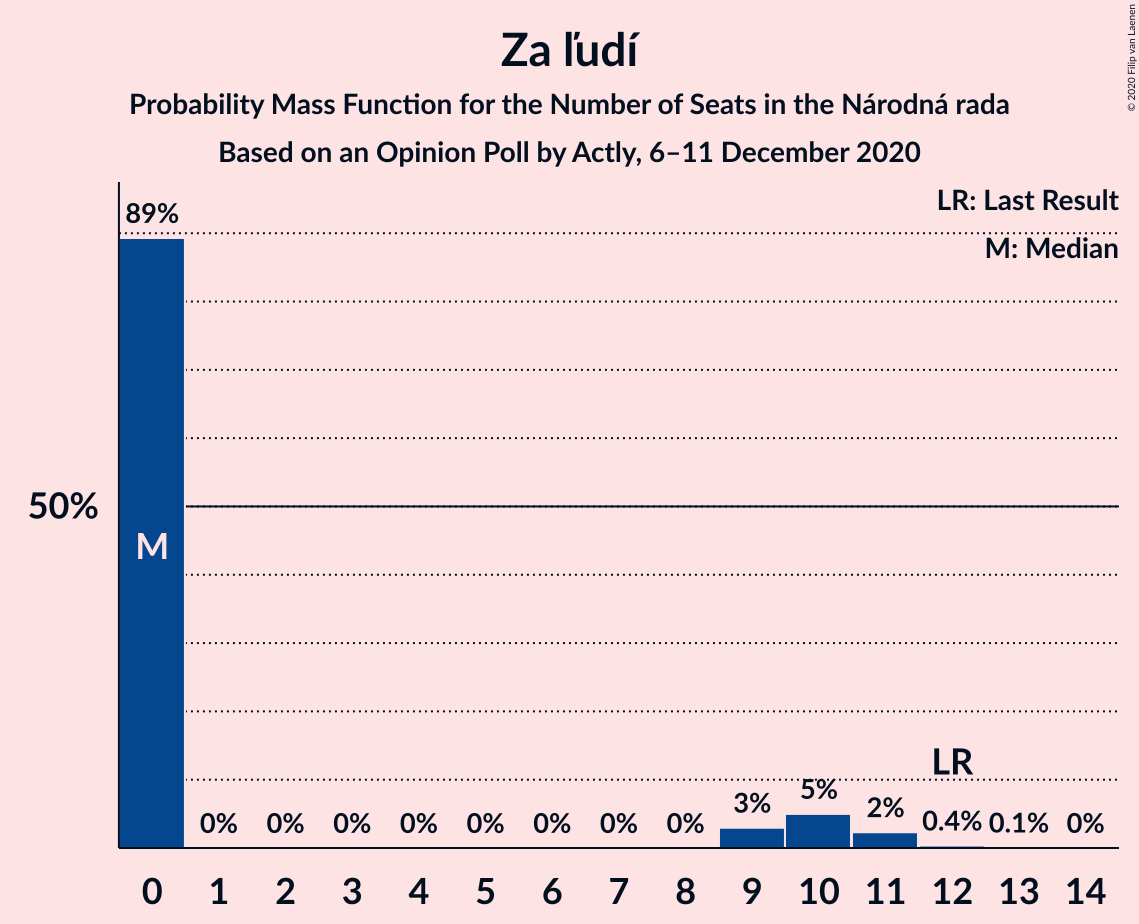 Za ľudí
Probability Mass Function for the Number of Seats in the Národná rada
Based on an Opinion Poll by Actly, 6–11 December 2020
© 2020 Filip van Laenen
LR: Last Result
M: Median
89%
50%
M
LR
0% 0% 0% 0% 0% 0% 0% 0% 3% 5% 2% 0.4% 0.1% 0%
0 1 2 3 4 5 6 7 8 9 10 11 12 13 14